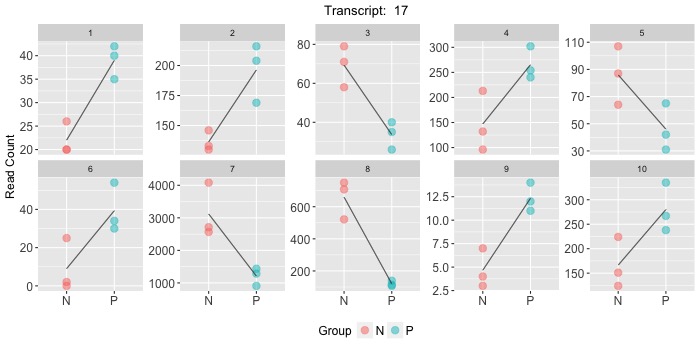 Transcript: 17
1 2 3 4 5
40 35 30 25 20
200 175 150
80 60 40
300 250 200 150 100
110 90 70 50 30
Read Count
6 7 8 9 10
40 20 0
4000 3000 2000 1000
600 400 200
12.5 10.0 7.5 5.0 2.5
300 250 200 150
N P N P N P N P N P
Group N P